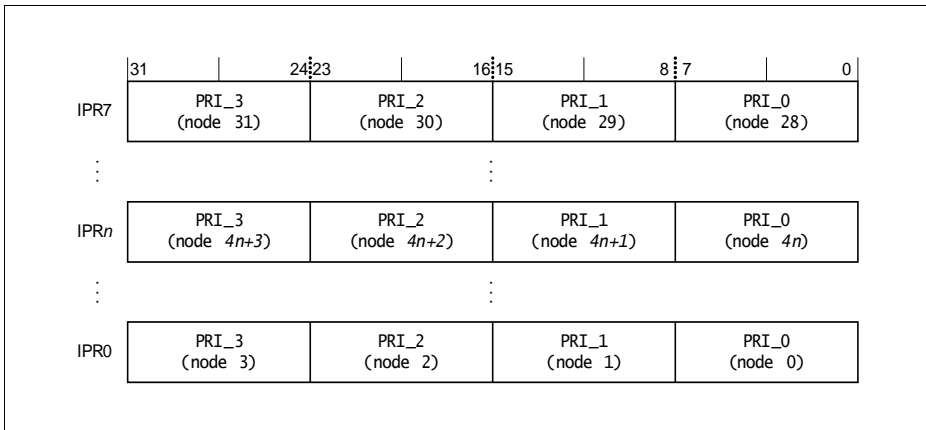 31 24 23 16 15 8 7 0
IPR7 PRI_3 PRI_2 PRI_1 PRI_0
(node 31) (node 30) (node 29) (node 28)
PRI_3 PRI_2 PRI_1 PRI_0
IPRn (node 4n+3) (node 4n+2) (node 4n+1) (node 4n)
IPR0 PRI_3 PRI_2 PRI_1 PRI_0
(node 3) (node 2) (node 1) (node 0)